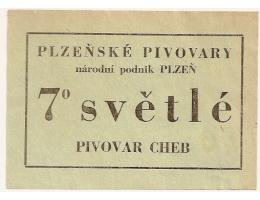 PLZEŇSKÉ PIVOVARY
národní podnik PLZEŇ
7° světlé
PIVOVAR CHEB